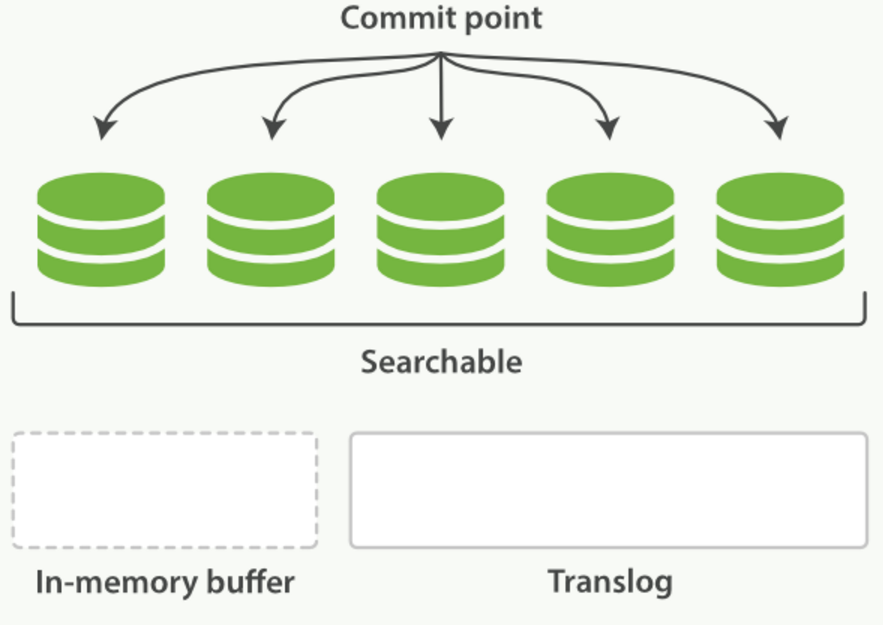 Commit point
Searchable
In-memory buffer
Translog